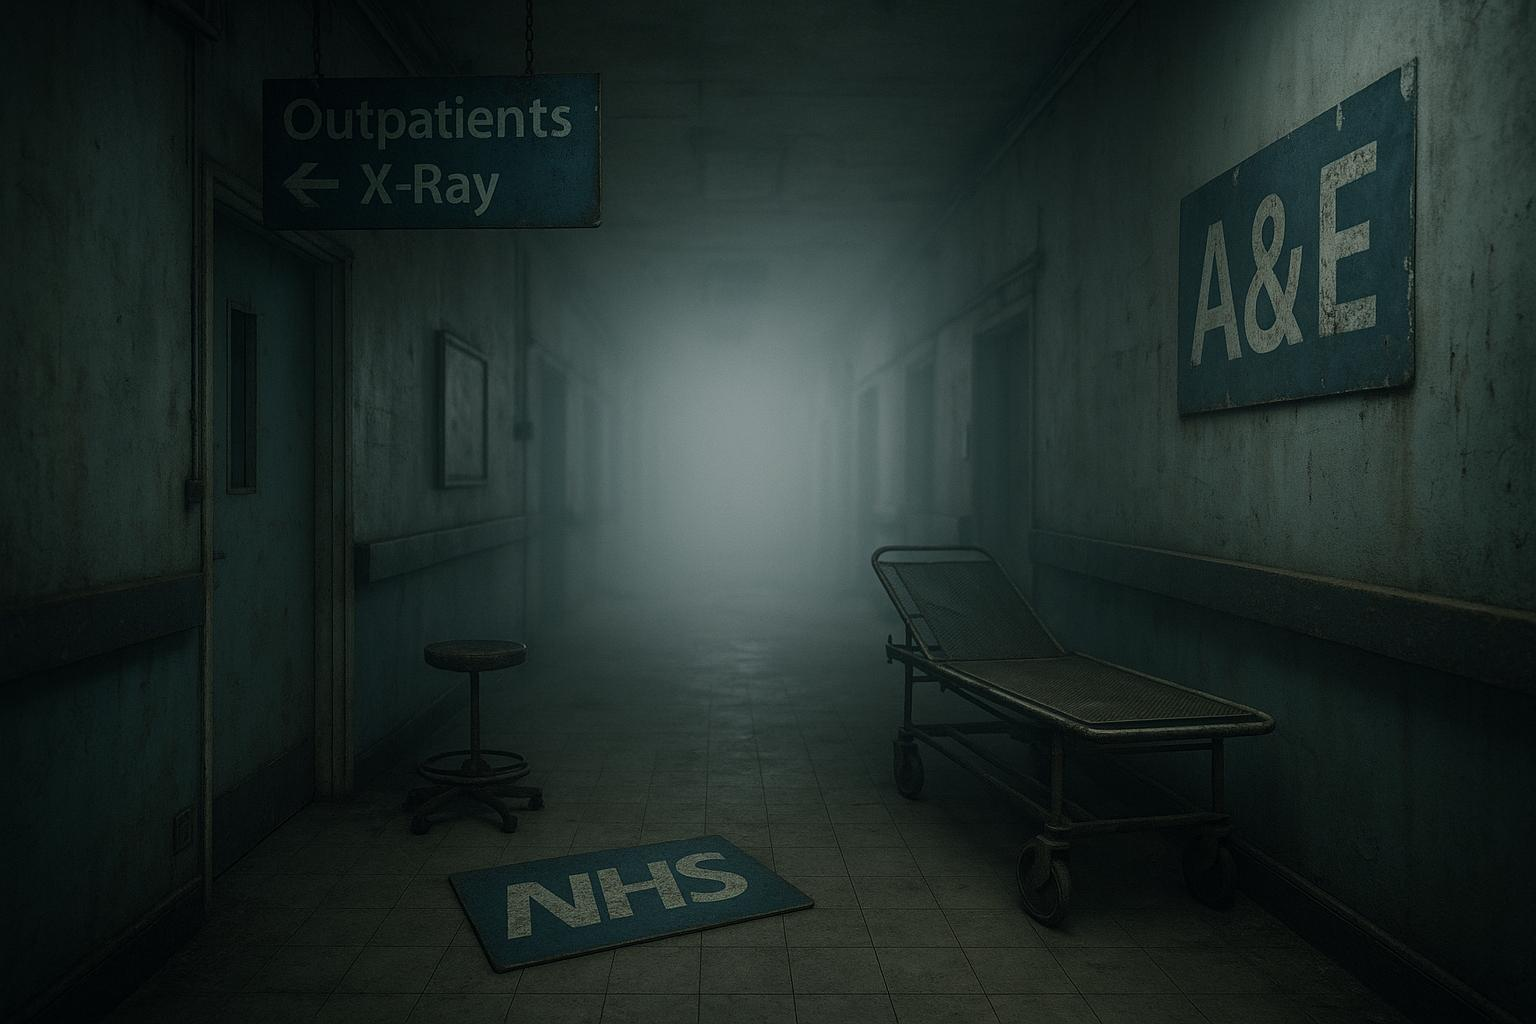 Outpatients
← X-Ray
A&E
NHS